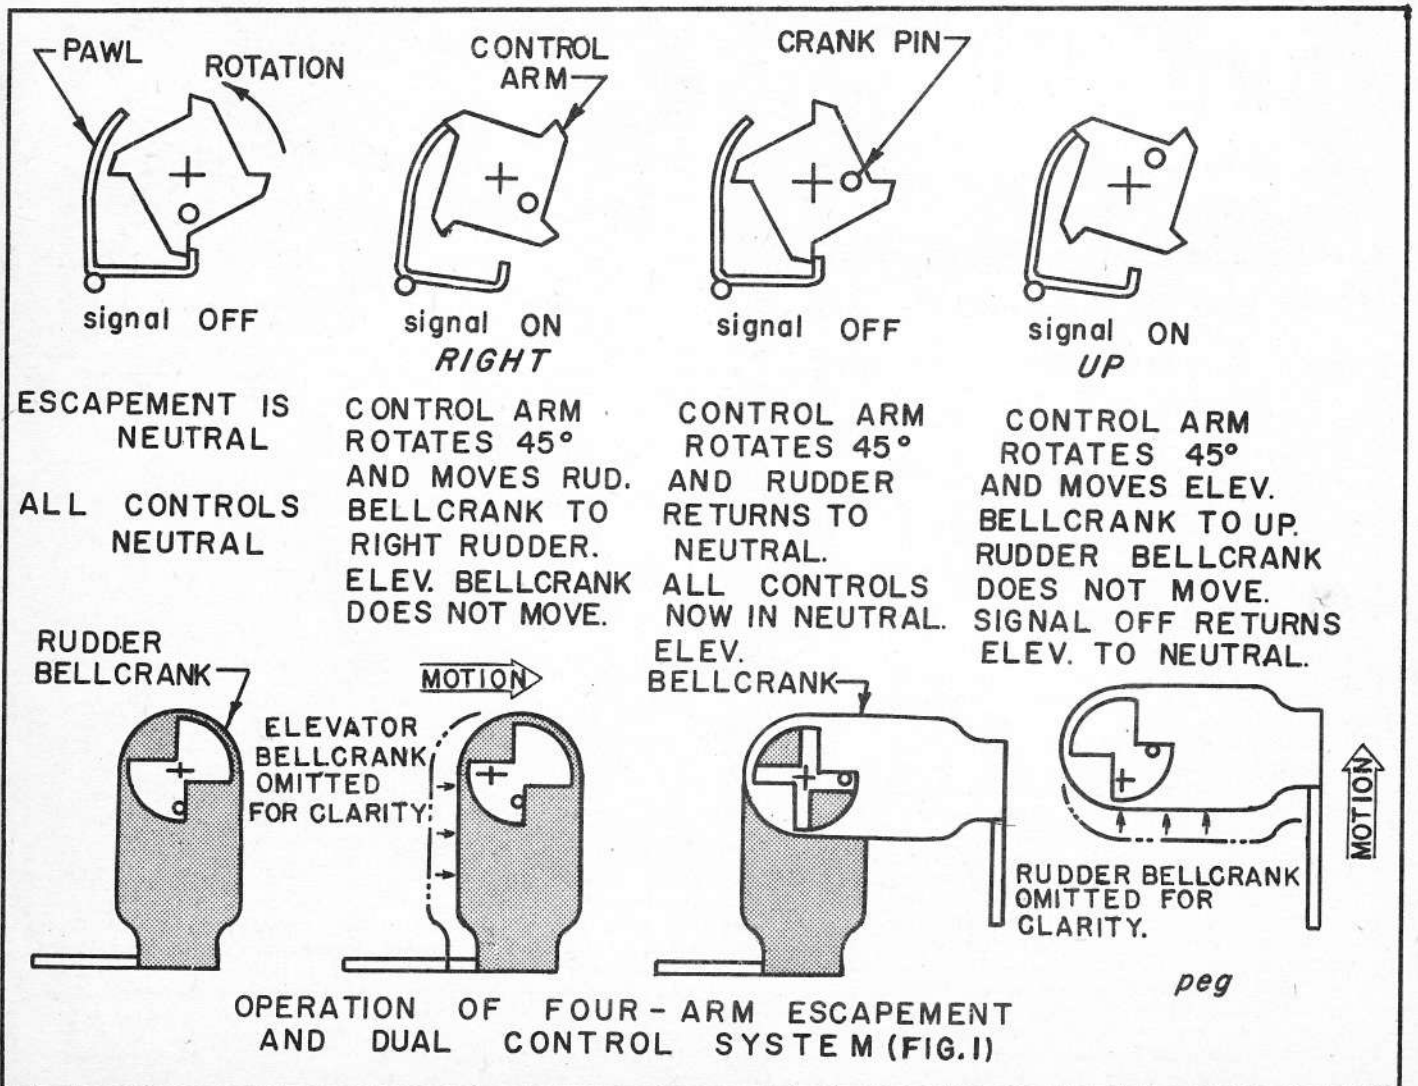 PAWL
ROTATION
CONTROL
ARM
CRANK PIN
signal OFF
signal ON
RIGHT
signal OFF
signal ON
UP
ESCAPEMENT IS
NEUTRAL
ALL CONTROLS
NEUTRAL
CONTROL ARM
ROTATES 45°
AND MOVES RUD.
BELLCRANK TO
RIGHT RUDDER.
ELEV. BELLCRANK
DOES NOT MOVE.
CONTROL ARM
ROTATES 45°
AND RUDDER
RETURNS TO
NEUTRAL.
ALL CONTROLS
NOW IN NEUTRAL.
CONTROL ARM
ROTATES 45°
AND MOVES ELEV.
BELLCRANK TO UP.
RUDDER BELLCRANK
DOES NOT MOVE.
SIGNAL OFF RETURNS
ELEV. TO NEUTRAL.
RUDDER
BELLCRANK
MOTION
ELEVATOR
BELLCRANK
OMITTED
FOR CLARITY.
ELEV.
BELLCRANK
MOTION
RUDDER BELLCRANK
OMITTED FOR
CLARITY.
peg
OPERATION OF FOUR-ARM ESCAPEMENT
AND DUAL CONTROL SYSTEM (FIG.1)